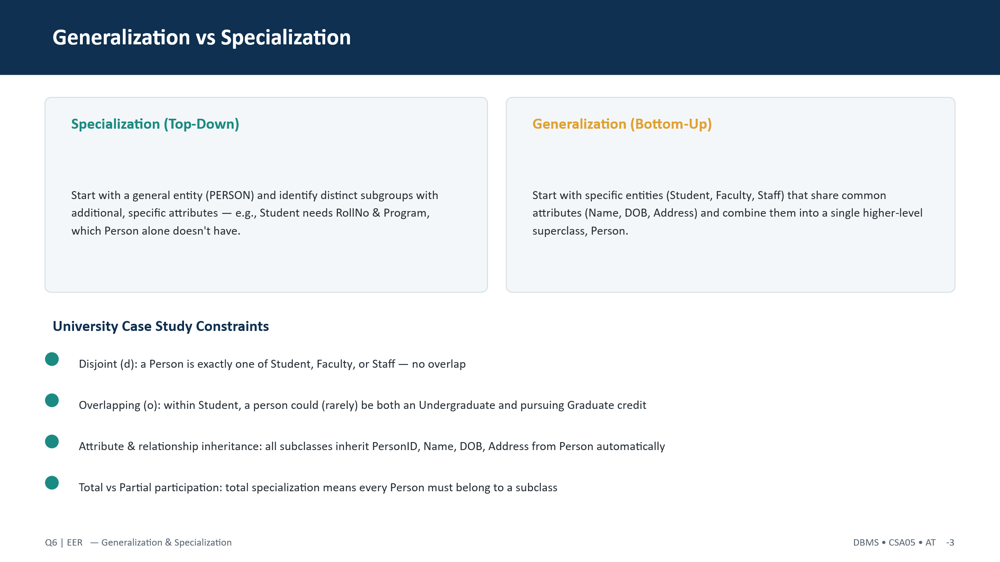 Generalization vs Specialization
Specialization (Top-Down)
Start with a general entity (PERSON) and identify distinct subgroups with
additional, specific attributes — e.g., Student needs RollNo & Program,
which Person alone doesn't have.
Generalization (Bottom-Up)
Start with specific entities (Student, Faculty, Staff) that share common
attributes (Name, DOB, Address) and combine them into a single higher-level
superclass, Person.
University Case Study Constraints
Disjoint (d): a Person is exactly one of Student, Faculty, or Staff — no overlap
Overlapping (o): within Student, a person could (rarely) be both an Undergraduate and pursuing Graduate credit
Attribute & relationship inheritance: all subclasses inherit PersonID, Name, DOB, Address from Person automatically
Total vs Partial participation: total specialization means every Person must belong to a subclass
Q6 | EER — Generalization & Specialization
DBMS • CSA05 • AT -3